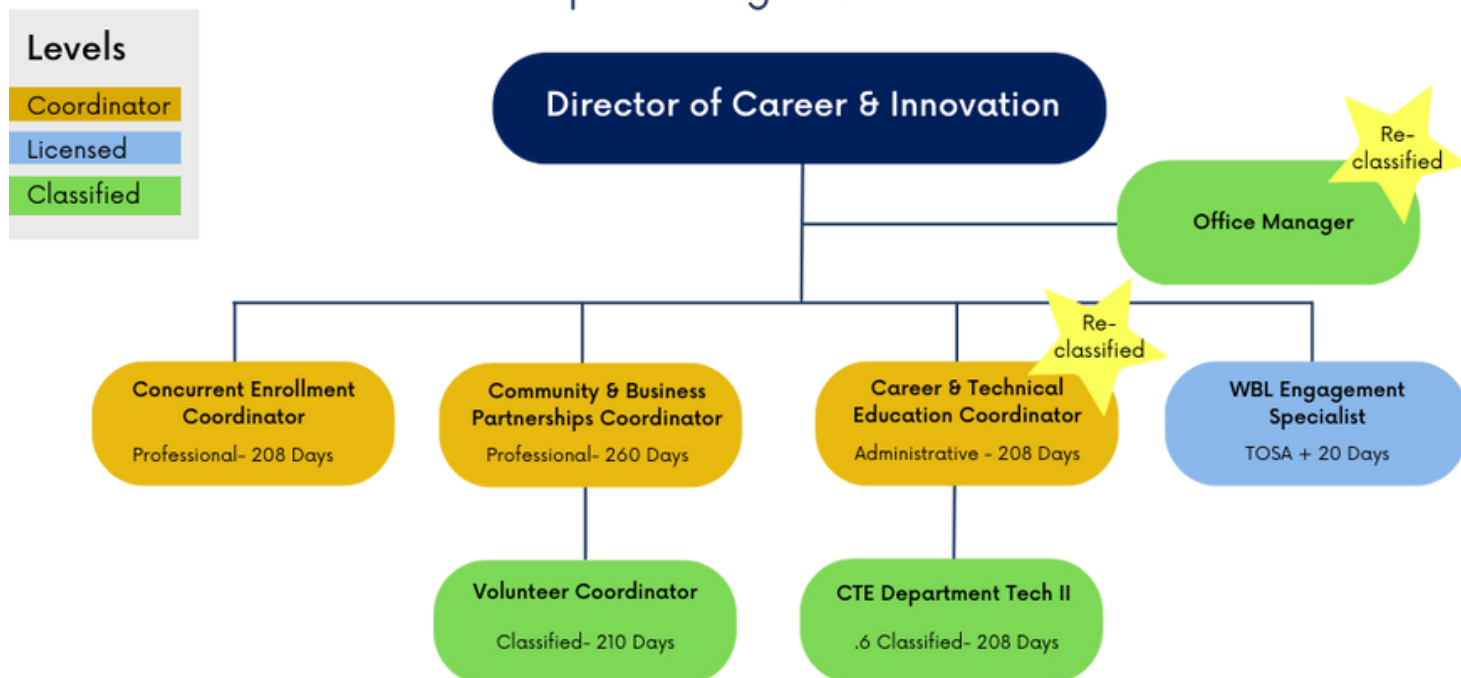 Levels
Coordinator
Licensed
Classified
Director of Career & Innovation
Re-
classified
Office Manager
Re-
classified
Concurrent Enrollment
Coordinator
Professional- 208 Days
Community & Business
Partnerships Coordinator
Professional- 260 Days
Career & Technical
Education Coordinator
Administrative - 208 Days
WBL Engagement
Specialist
TOSA + 20 Days
Volunteer Coordinator
Classified- 210 Days
CTE Department Tech II
.6 Classified- 208 Days